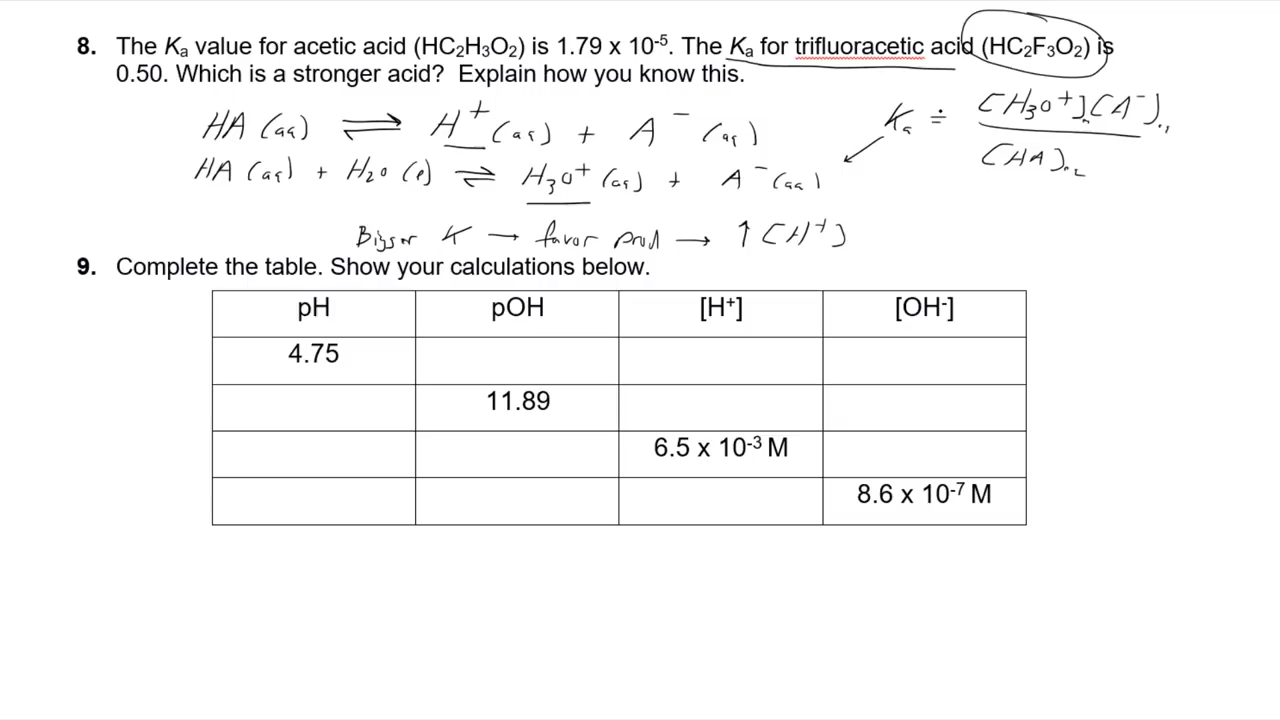 8. The Ka value for acetic acid (HC2H3O2) is 1.79 x 10-5. The Ka for trifluoracetic acid (HC2F3O2) is
0.50. Which is a stronger acid? Explain how you know this.
HA (aq) ⇌ H+ (aq) + A- (aq)
Ka = [H3O+][A-]
[HA]
HA (aq) + H2O (l) ⇌ H3O+ (aq) + A- (aq)
Bigger K → favor prod → ↑ [H+]
9. Complete the table. Show your calculations below.
pH pOH [H+] [OH-]
4.75
11.89
6.5 x 10-3 M
8.6 x 10-7 M